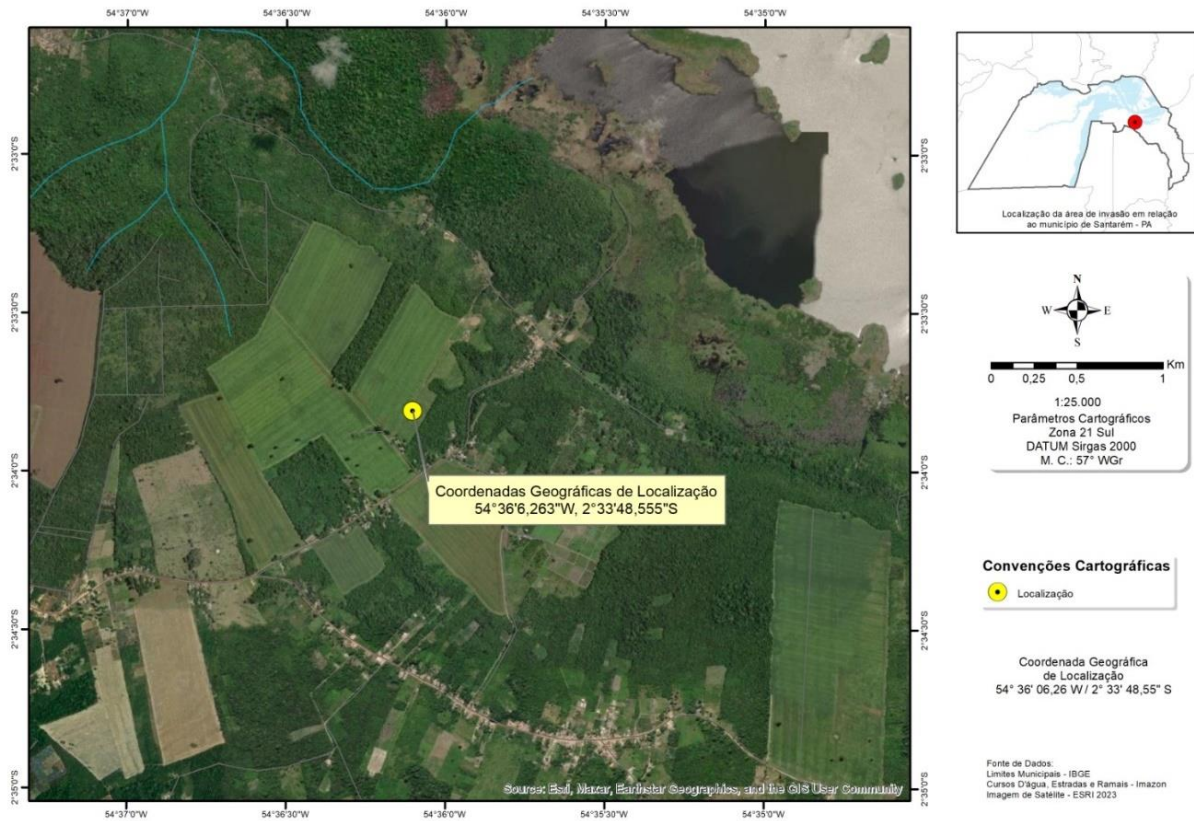 54°37'0"W 54°36'30"W 54°36'0"W 54°35'30"W 54°35'0"W
2°33'0"S 2°33'0"S
2°33'30"S 2°33'30"S
2°34'0"S 2°34'0"S
2°34'30"S 2°34'30"S
2°35'0"S 2°35'0"S
Coordenadas Geográficas de Localização
54°36'6,263"W, 2°33'48,555"S
Source: Esri, Maxar, Earthstar Geographics, and the GIS User Community
54°37'0"W 54°36'30"W 54°36'0"W 54°35'30"W 54°35'0"W
Localização da área de invasão em relação
ao município de Santarém - PA
N
W E
S
Km
0 0,25 0,5 1
1:25.000
Parâmetros Cartográficos
Zona 21 Sul
DATUM Sirgas 2000
M. C.: 57° WGr
Convenções Cartográficas
Localização
Coordenada Geográfica
de Localização
54° 36' 06,26 W / 2° 33' 48,55" S
Fonte de Dados:
Limites Municipais - IBGE
Cursos D'água, Estradas e Ramais - Imazon
Imagem de Satélite - ESRI 2023